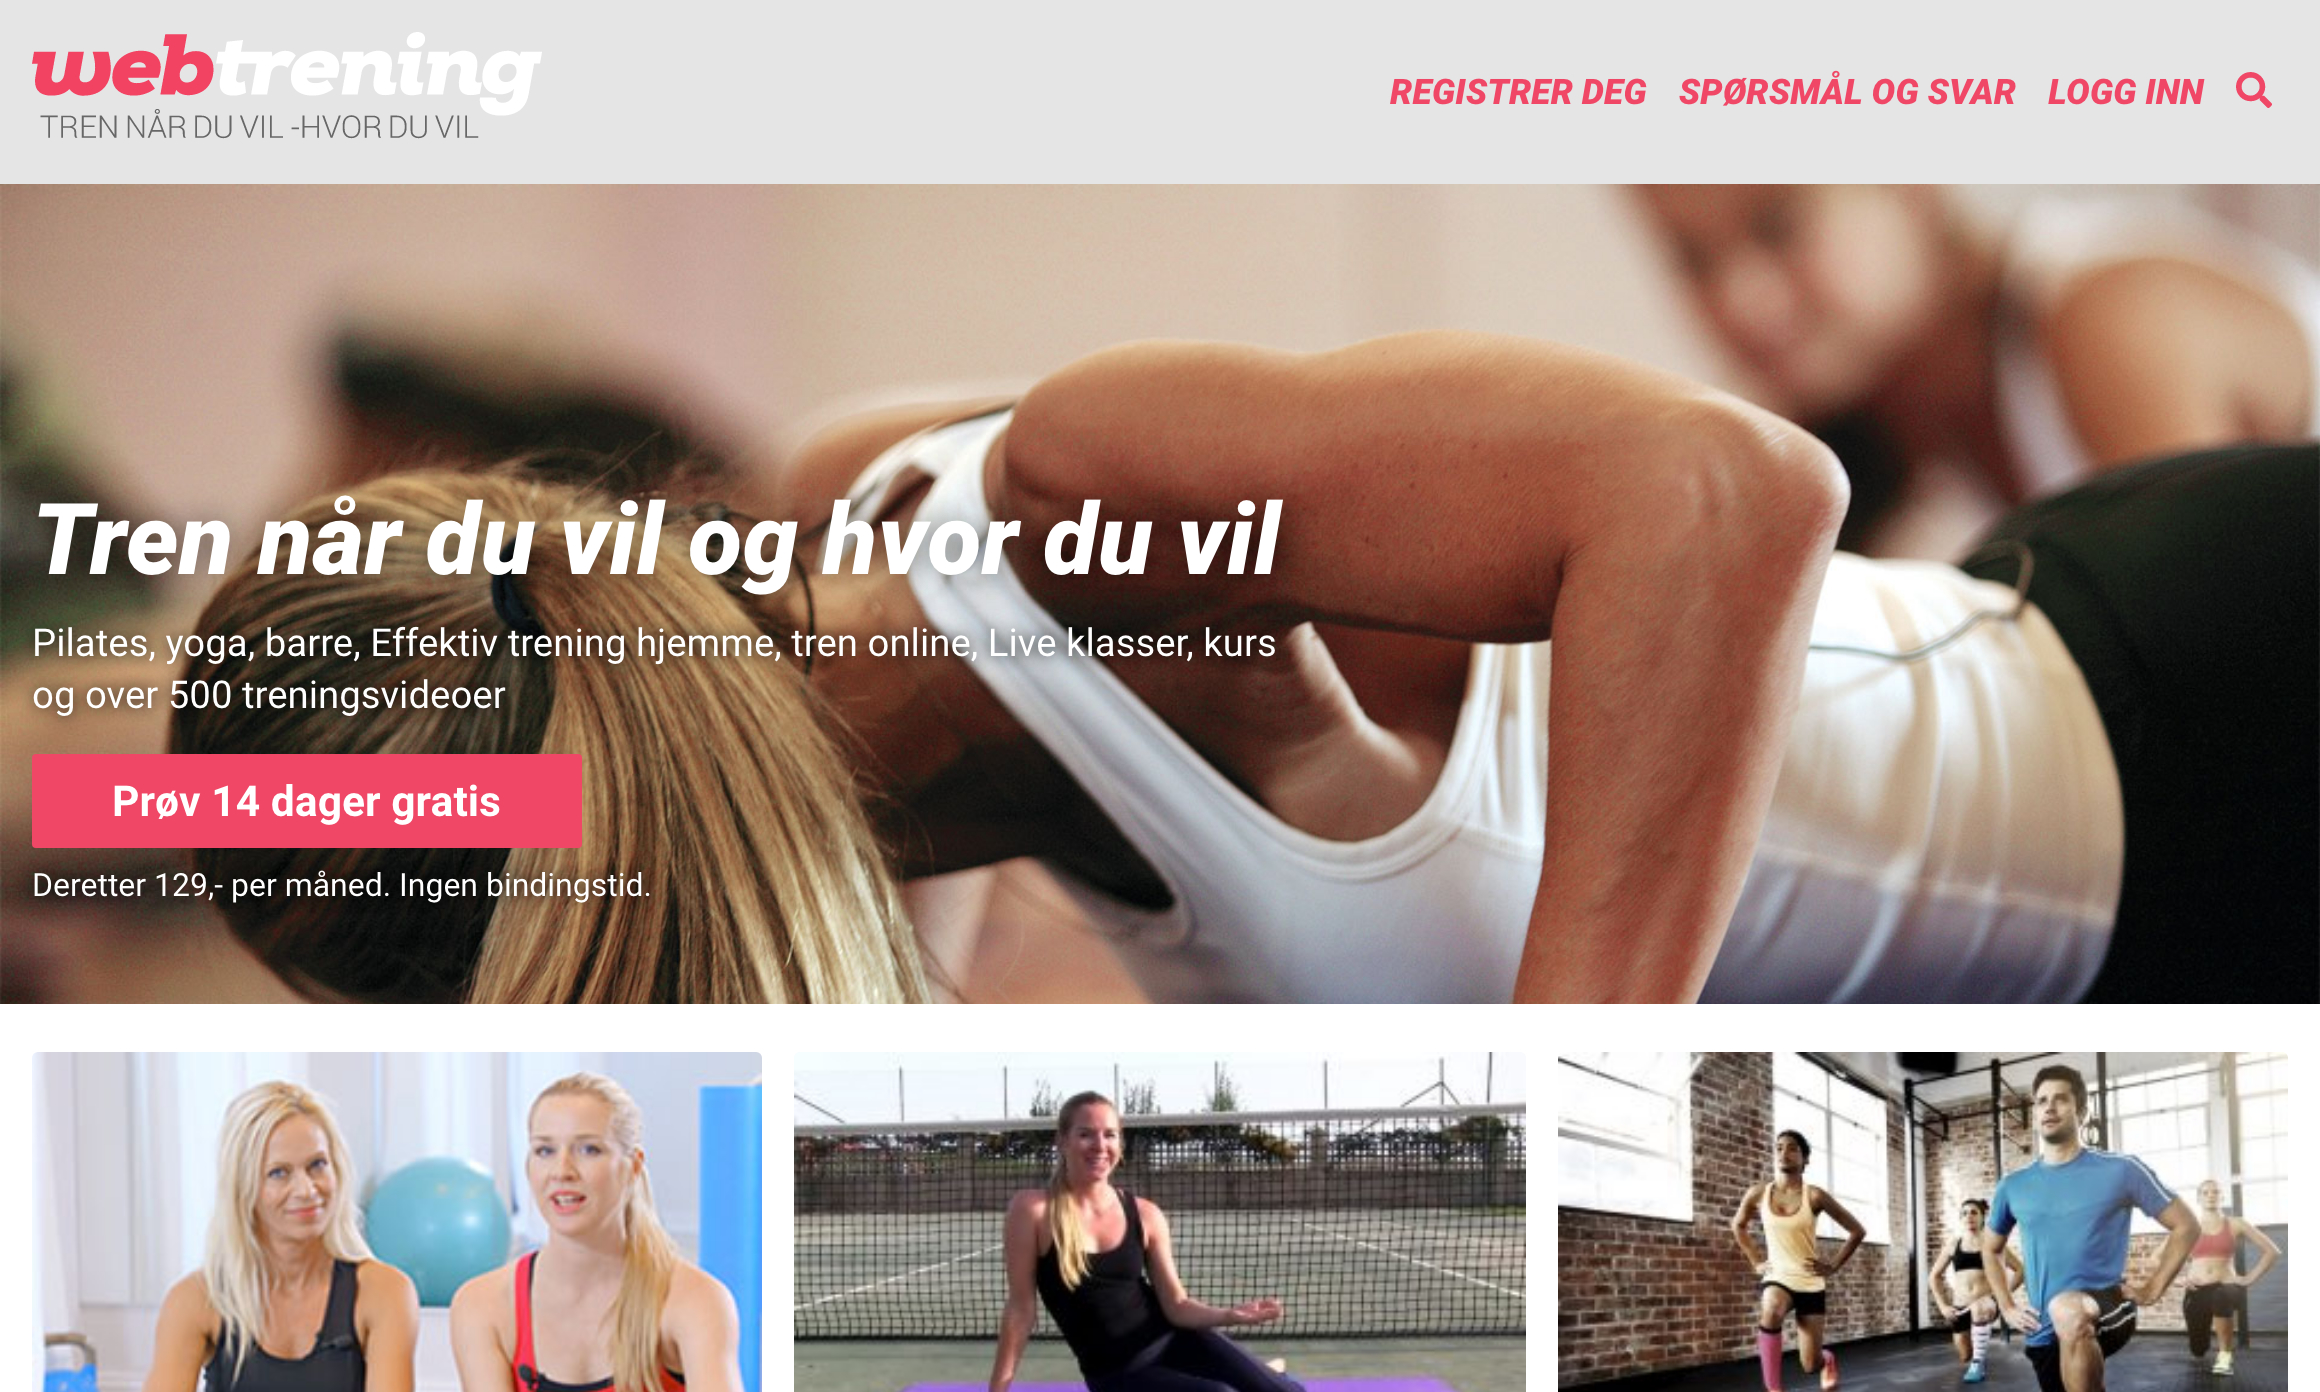 webtrening
TREN NÅR DU VIL -HVOR DU VIL
REGISTRER DEG SPØRSMÅL OG SVAR LOGG INN
Tren når du vil og hvor du vil
Pilates, yoga, barre, Effektiv trening hjemme, tren online, Live klasser, kurs
og over 500 treningsvideoer
Prøv 14 dager gratis
Deretter 129,- per måned. Ingen bindingstid.